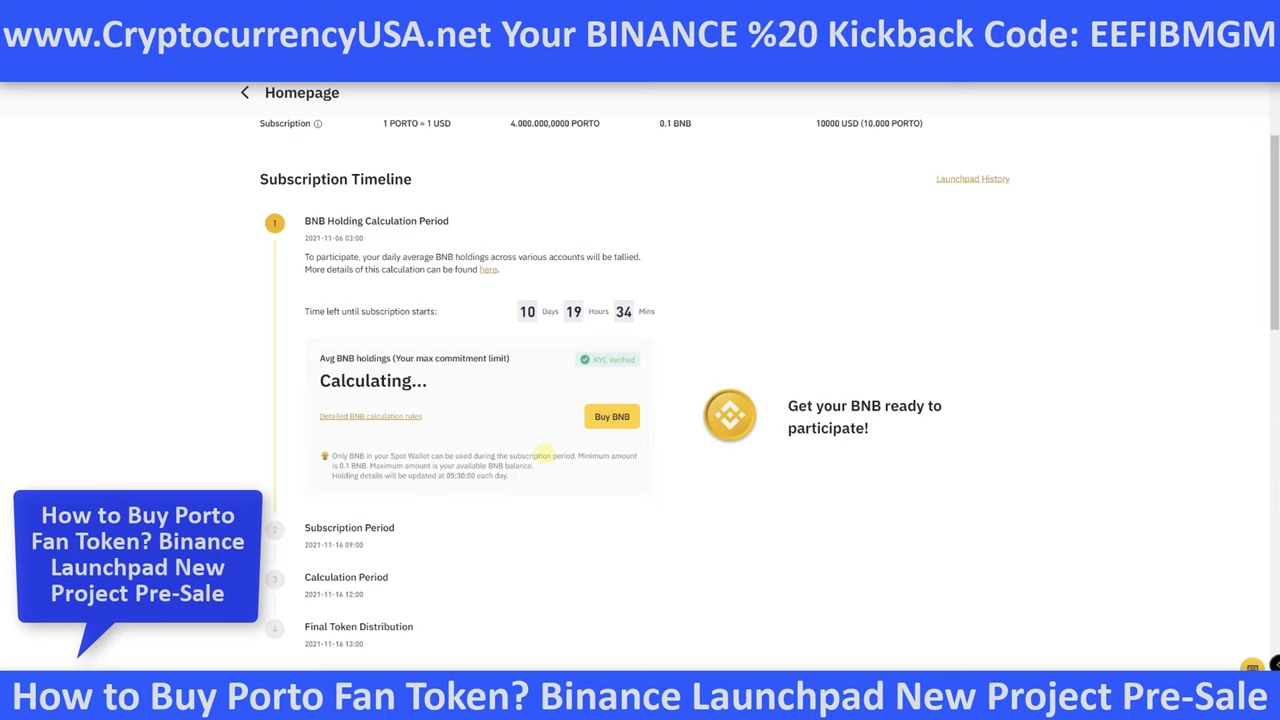 www.CryptocurrencyUSA.net Your BINANCE %20 Kickback Code: EEFIBMGM
Homepage
Subscription 1 PORTO = 1 USD 4.000.000,0000 PORTO 0.1 BNB 10000 USD (10.000 PORTO)
Subscription Timeline
Launchpad History
1
BNB Holding Calculation Period
2021-11-06 03:00
To participate, your daily average BNB holdings across various accounts will be tallied.
More details of this calculation can be found here.
Time left until subscription starts: 10 Days 19 Hours 34 Mins
Avg BNB holdings (Your max commitment limit)
KYC Verified
Calculating...
Detailed BNB calculation rules
Buy BNB
Only BNB in your Spot Wallet can be used during the subscription period. Minimum amount
is 0.1 BNB. Maximum amount is your available BNB balance.
Holding details will be updated at 05:30:00 each day.
Get your BNB ready to
participate!
2
Subscription Period
2021-11-16 09:00
3
Calculation Period
2021-11-16 12:00
4
Final Token Distribution
2021-11-16 13:00
How to Buy Porto
Fan Token? Binance
Launchpad New
Project Pre-Sale
How to Buy Porto Fan Token? Binance Launchpad New Project Pre-Sale